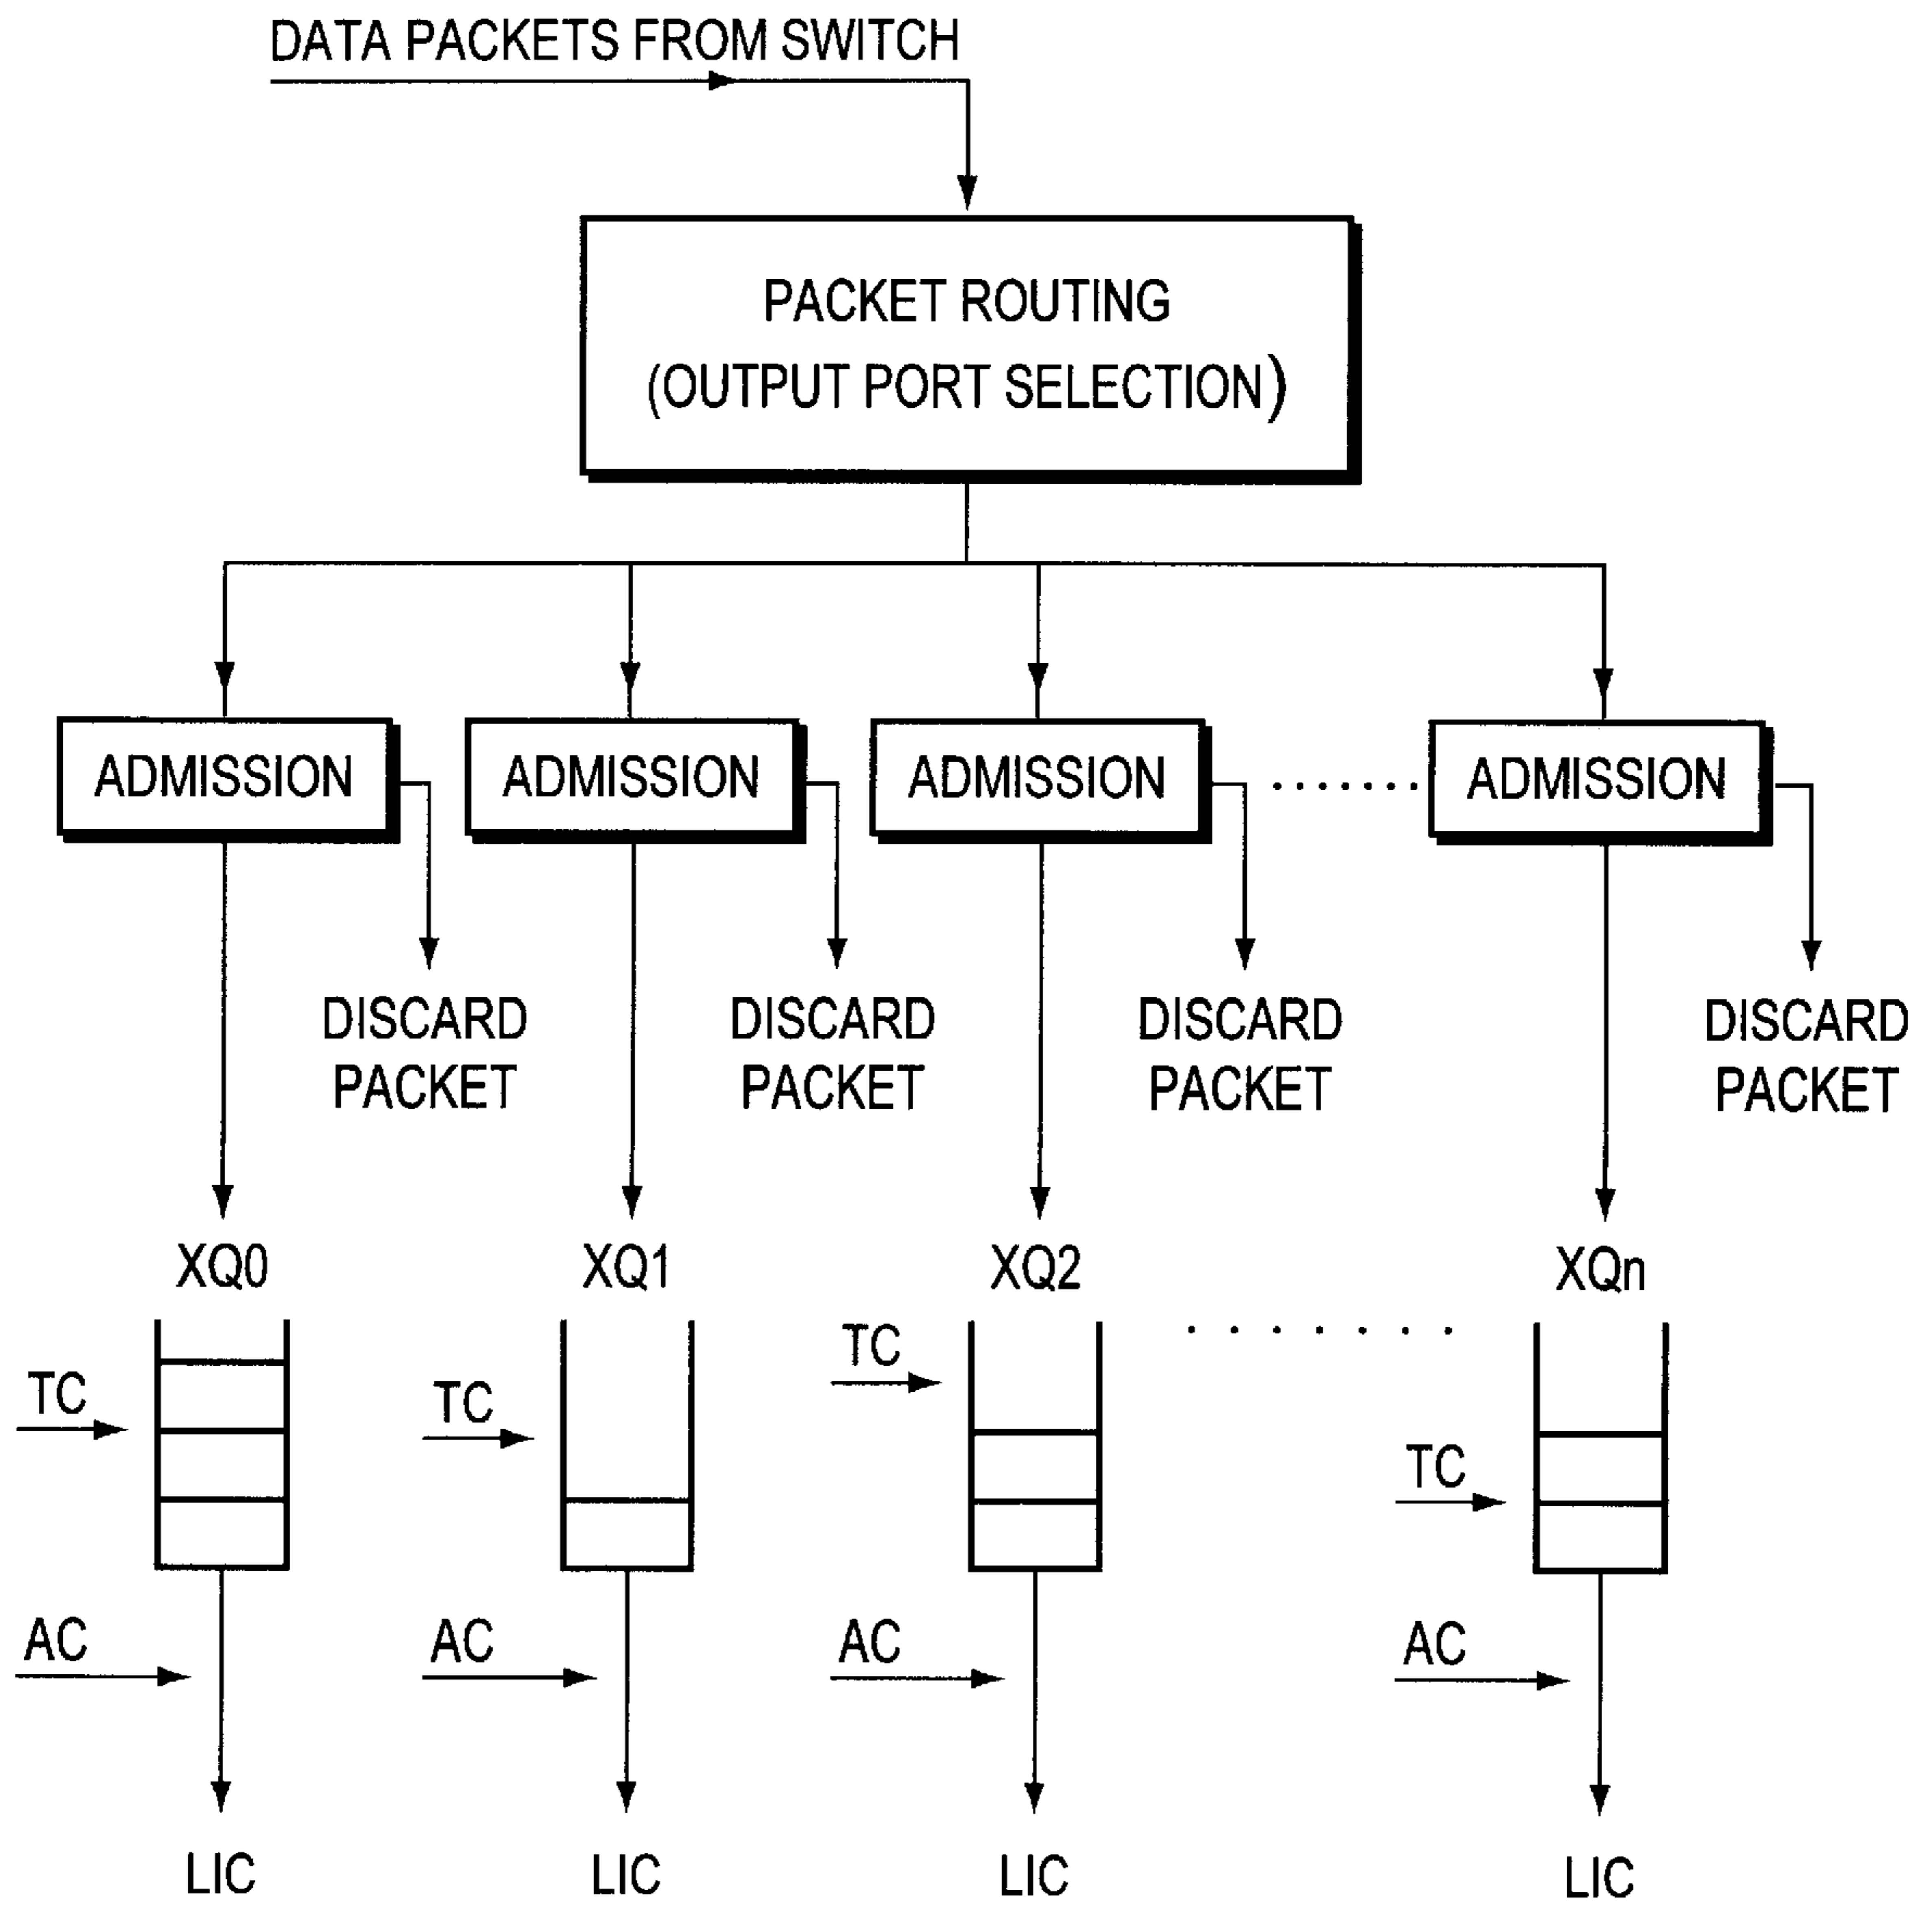 DATA PACKETS FROM SWITCH
PACKET ROUTING
(OUTPUT PORT SELECTION)
ADMISSION
ADMISSION
ADMISSION
ADMISSION
DISCARD
PACKET
DISCARD
PACKET
DISCARD
PACKET
DISCARD
PACKET
XQ0
XQ1
XQ2
XQn
TC
TC
TC
TC
AC
AC
AC
AC
LIC
LIC
LIC
LIC